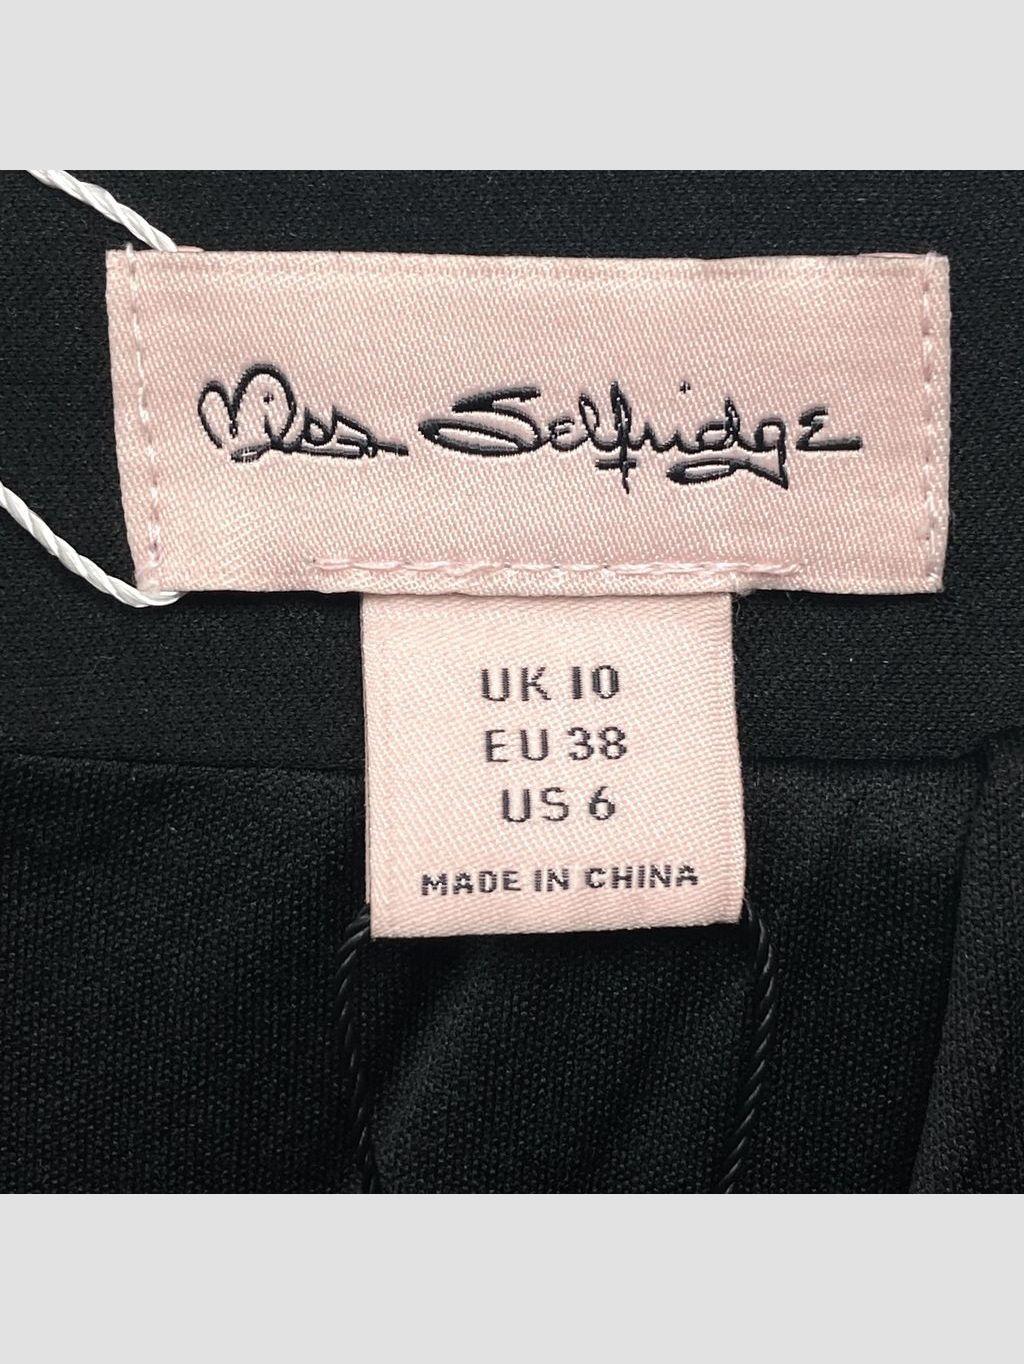 Miss Selfridge
UK 10
EU 38
US 6
MADE IN CHINA